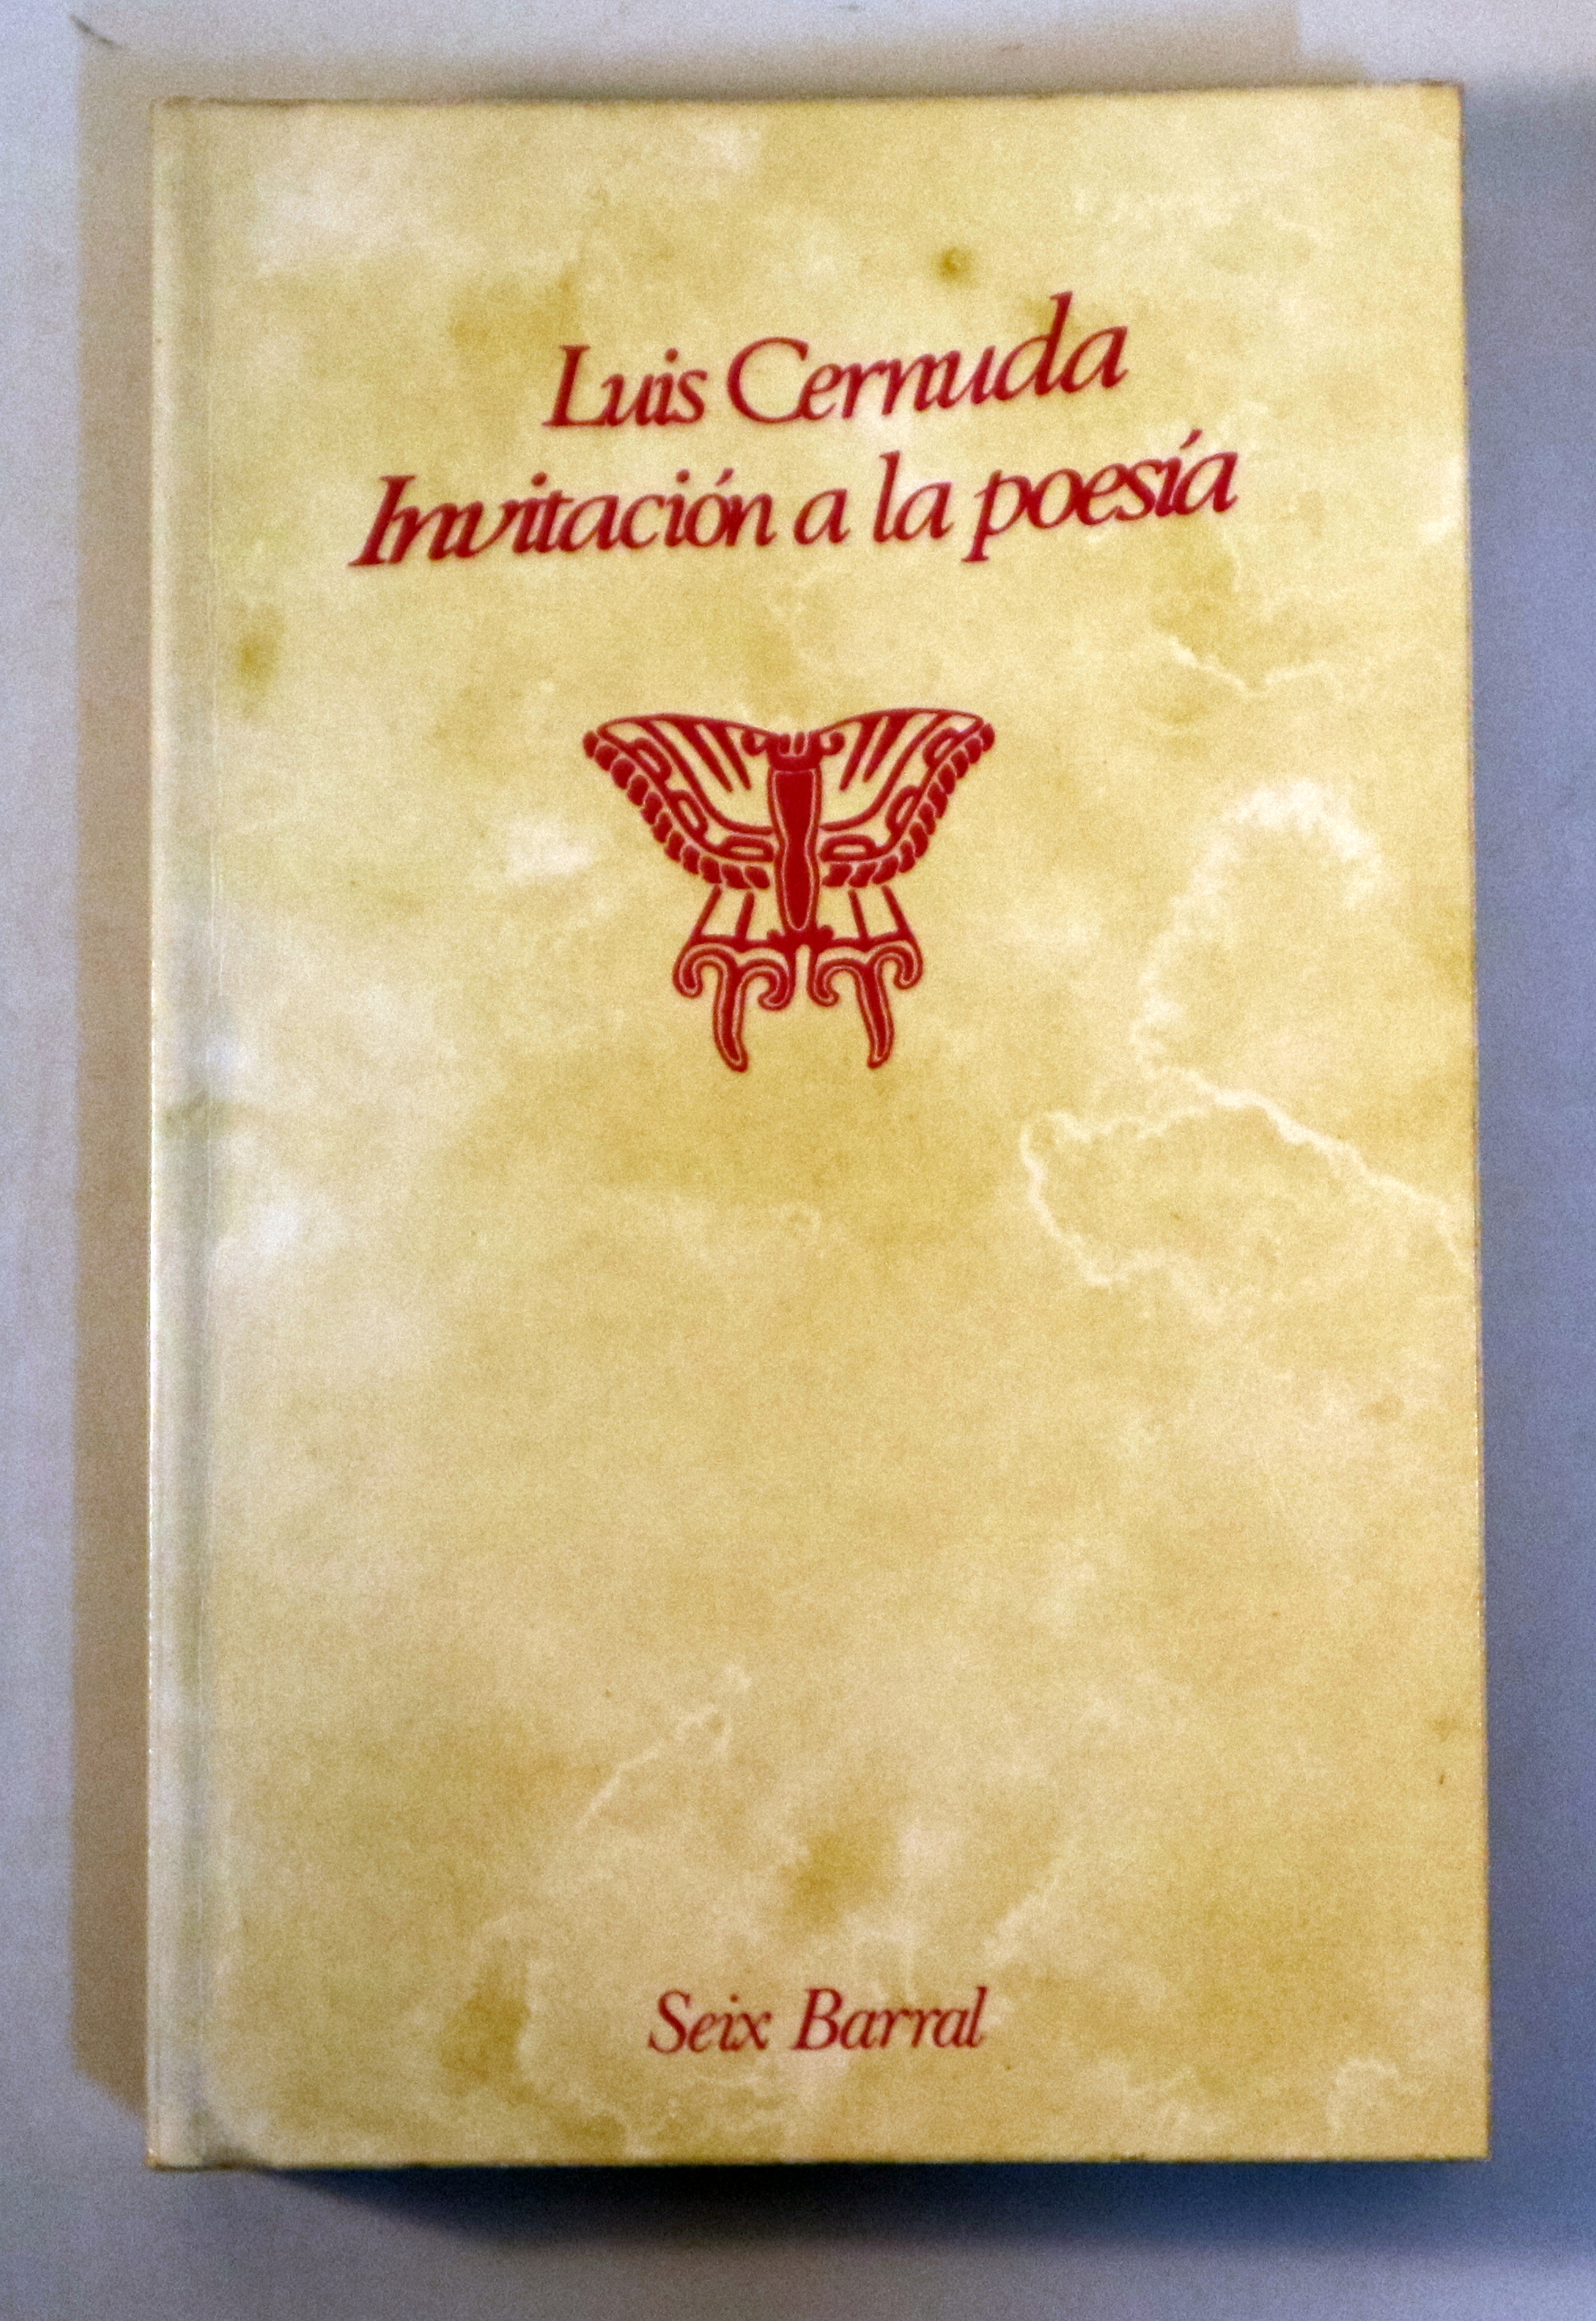 Luis Cernuda
Invitación a la poesía
Seix Barral